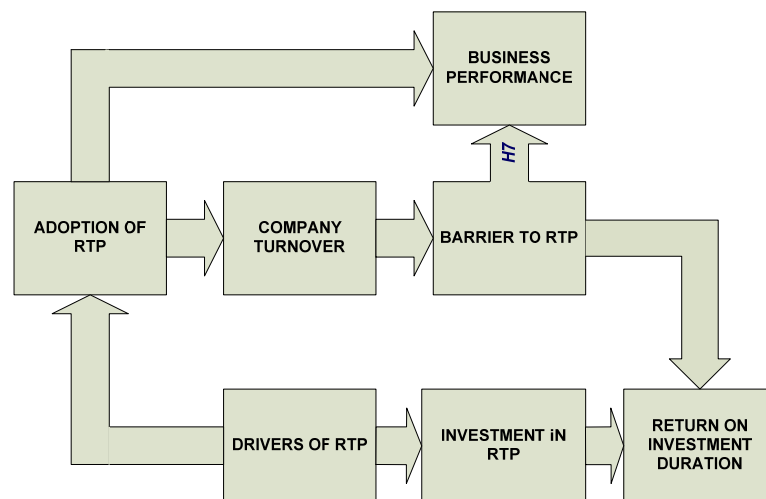 BUSINESS
PERFORMANCE
H7
ADOPTION OF
RTP
COMPANY
TURNOVER
BARRIER TO RTP
DRIVERS OF RTP
INVESTMENT iN
RTP
RETURN ON
INVESTMENT
DURATION